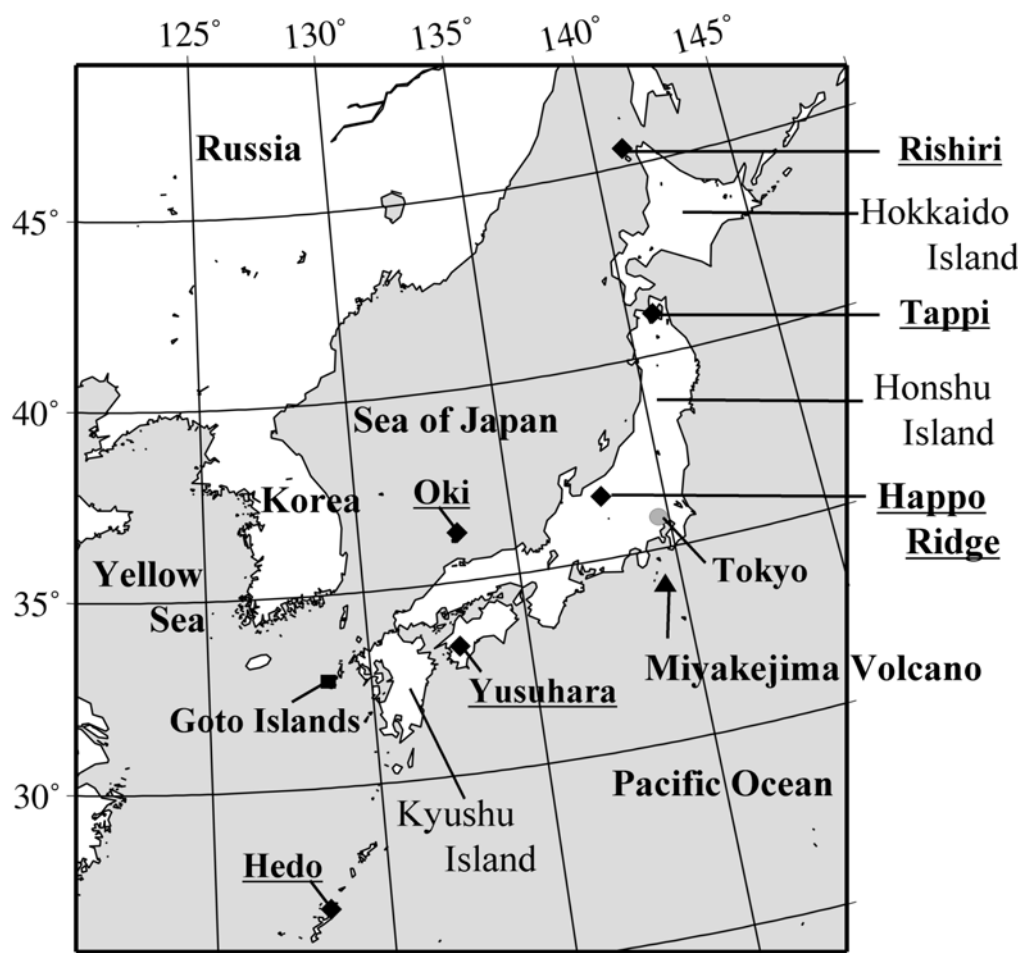 125°
130°
135°
140°
145°
Russia
Rishiri
45°
Hokkaido
Island
Tappi
Honshu
Island
40°
Sea of Japan
Korea
Oki
Happo
Ridge
Yellow
Sea
Tokyo
35°
Miyakejima Volcano
Yusuhara
Goto Islands
30°
Pacific Ocean
Kyushu
Island
Hedo